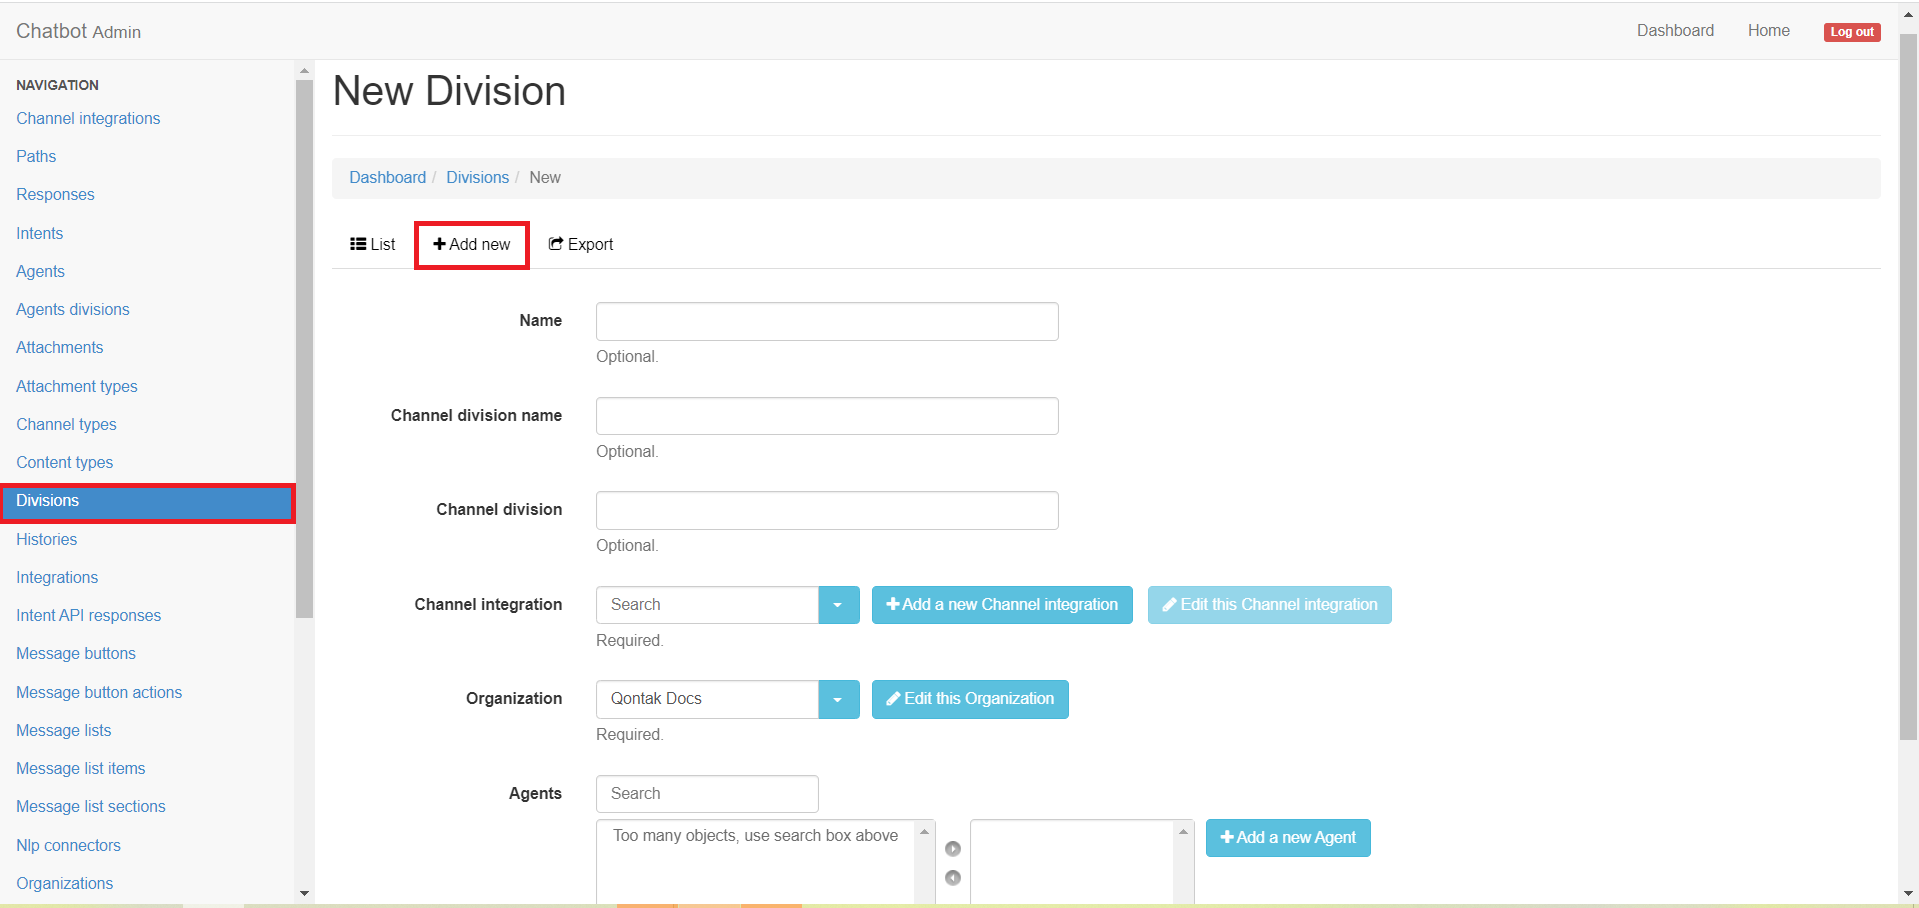 Chatbot Admin
Dashboard
Home
Log out
NAVIGATION
Channel integrations
Paths
Responses
Intents
Agents
Agents divisions
Attachments
Attachment types
Channel types
Content types
Divisions
Histories
Integrations
Intent API responses
Message buttons
Message button actions
Message lists
Message list items
Message list sections
Nlp connectors
Organizations
New Division
Dashboard / Divisions / New
List
Add new
Export
Name
Optional.
Channel division name
Optional.
Channel division
Optional.
Channel integration
Search
Add a new Channel integration
Edit this Channel integration
Required.
Organization
Qontak Docs
Edit this Organization
Required.
Agents
Search
Too many objects, use search box above
Add a new Agent